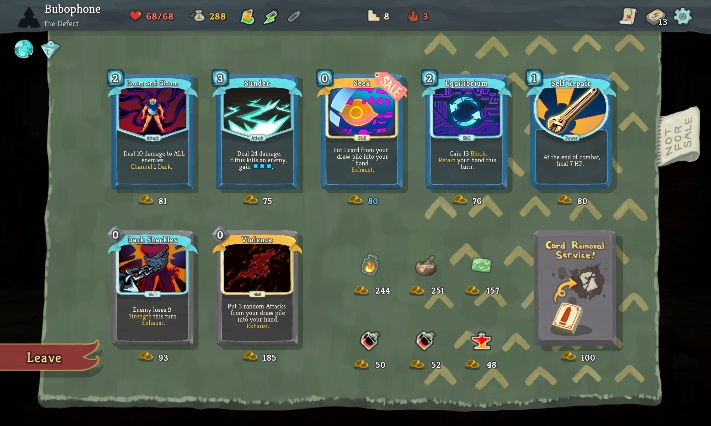 Bubophone
the Defect
68/68
288
8
3
13
2
Doom and Gloom
Attack
Deal 10 damage to ALL
enemies.
Channel 1 Dark.
81
3
Sunder
Attack
Deal 24 damage.
If this kills an enemy,
gain
75
0
Seek
SALE
Skill
Put 1 card from your
draw pile into your
hand.
Exhaust.
80
2
Equilibrium
Skill
Gain 13 Block.
Retain your hand this
turn.
76
1
Self Repair
Power
At the end of combat,
heal 7 HP.
80
NOT
FOR
SALE
0
Dark Shackles
Skill
Enemy loses 9
Strength this turn.
Exhaust.
93
0
Violence
Skill
Put 3 random Attacks
from your draw pile
into your hand.
Exhaust.
185
244
251
157
50
52
48
Card Removal
Service!
100
Leave